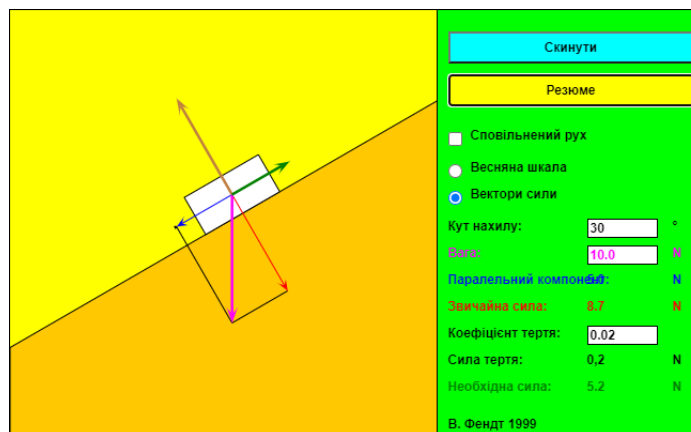 Скинути
Резюме
Сповільнений рух
Весняна шкала
Вектори сили
Кут нахилу: 30 °
Вага: 10.0 N
Паралельний компонент: 5.0 N
Звичайна сила: 8.7 N
Коефіцієнт тертя: 0.02
Сила тертя: 0,2 N
Необхідна сила: 5.2 N
В. Фендт 1999